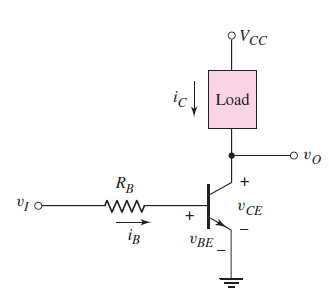 V_CC
i_C
Load
v_O
R_B
+
v_I
v_CE
+
i_B
v_BE
−
−